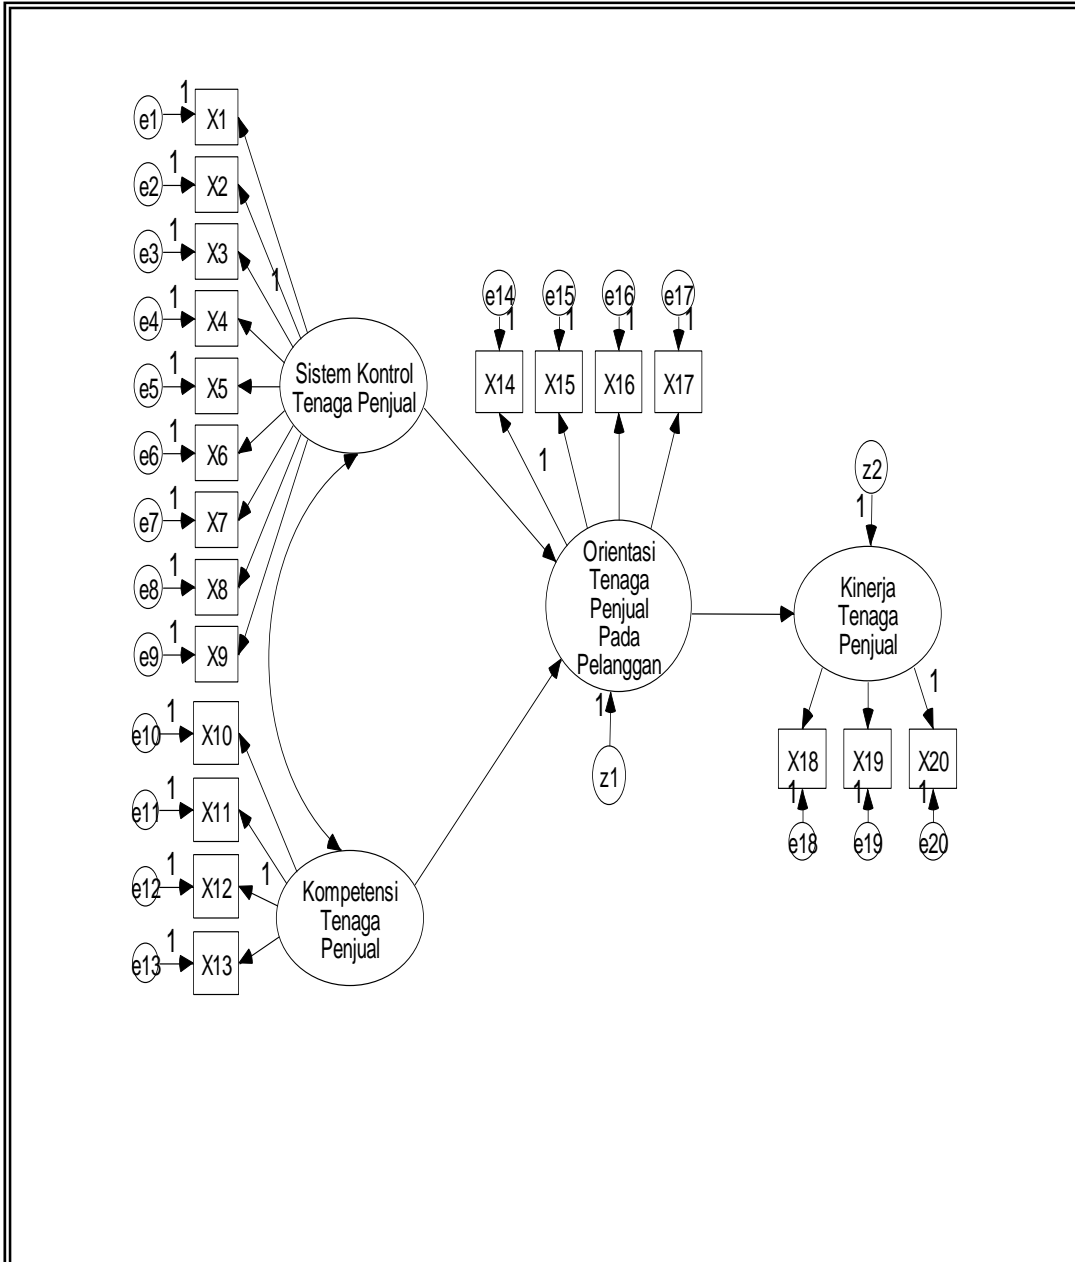 1
e1 X1
1
e2 X2
1
e3 X3
1
1
e4 X4
1
e5 X5
1
e6 X6
1
e7 X7
1
e8 X8
1
e9 X9
1
e10 X10
1
e11 X11
1
e12 X12
1
1
e13 X13
Sistem Kontrol
Tenaga Penjual
Kompetensi
Tenaga
Penjual
e14 e15 e16 e17
1 1 1 1
X14 X15 X16 X17
1
Orientasi
Tenaga
Penjual
Pada
Pelanggan
1
z1
z2
1
Kinerja
Tenaga
Penjual
1
X18 X19 X20
1 1 1
e18 e19 e20